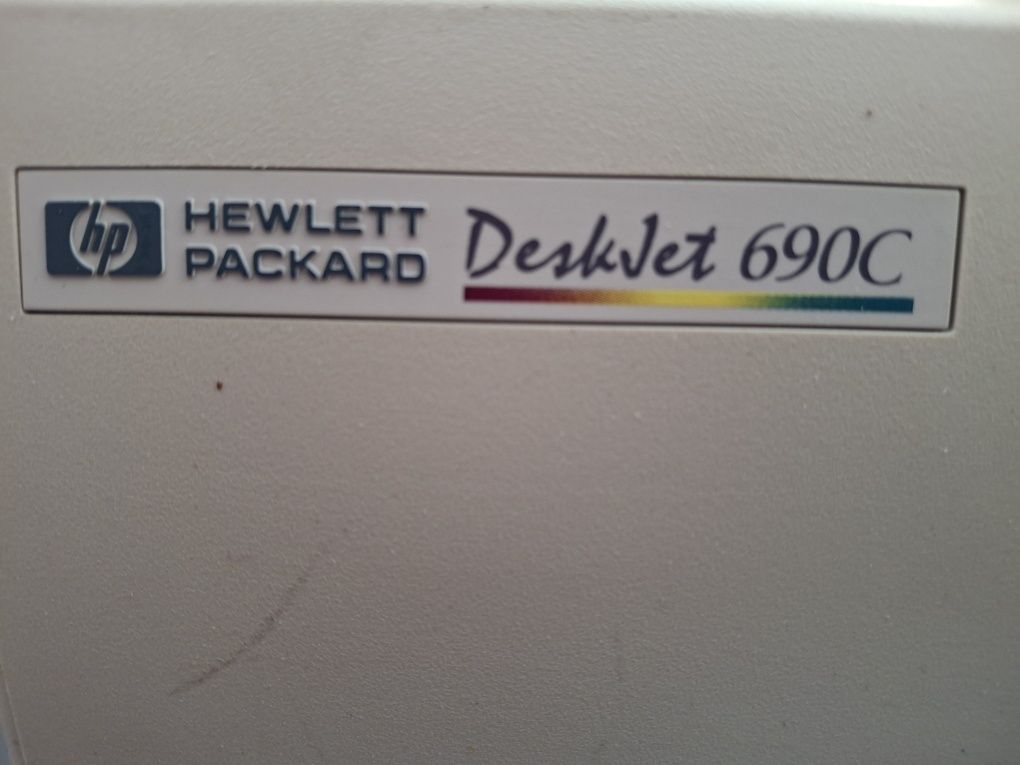 hp HEWLETT
PACKARD
DeskJet 690C